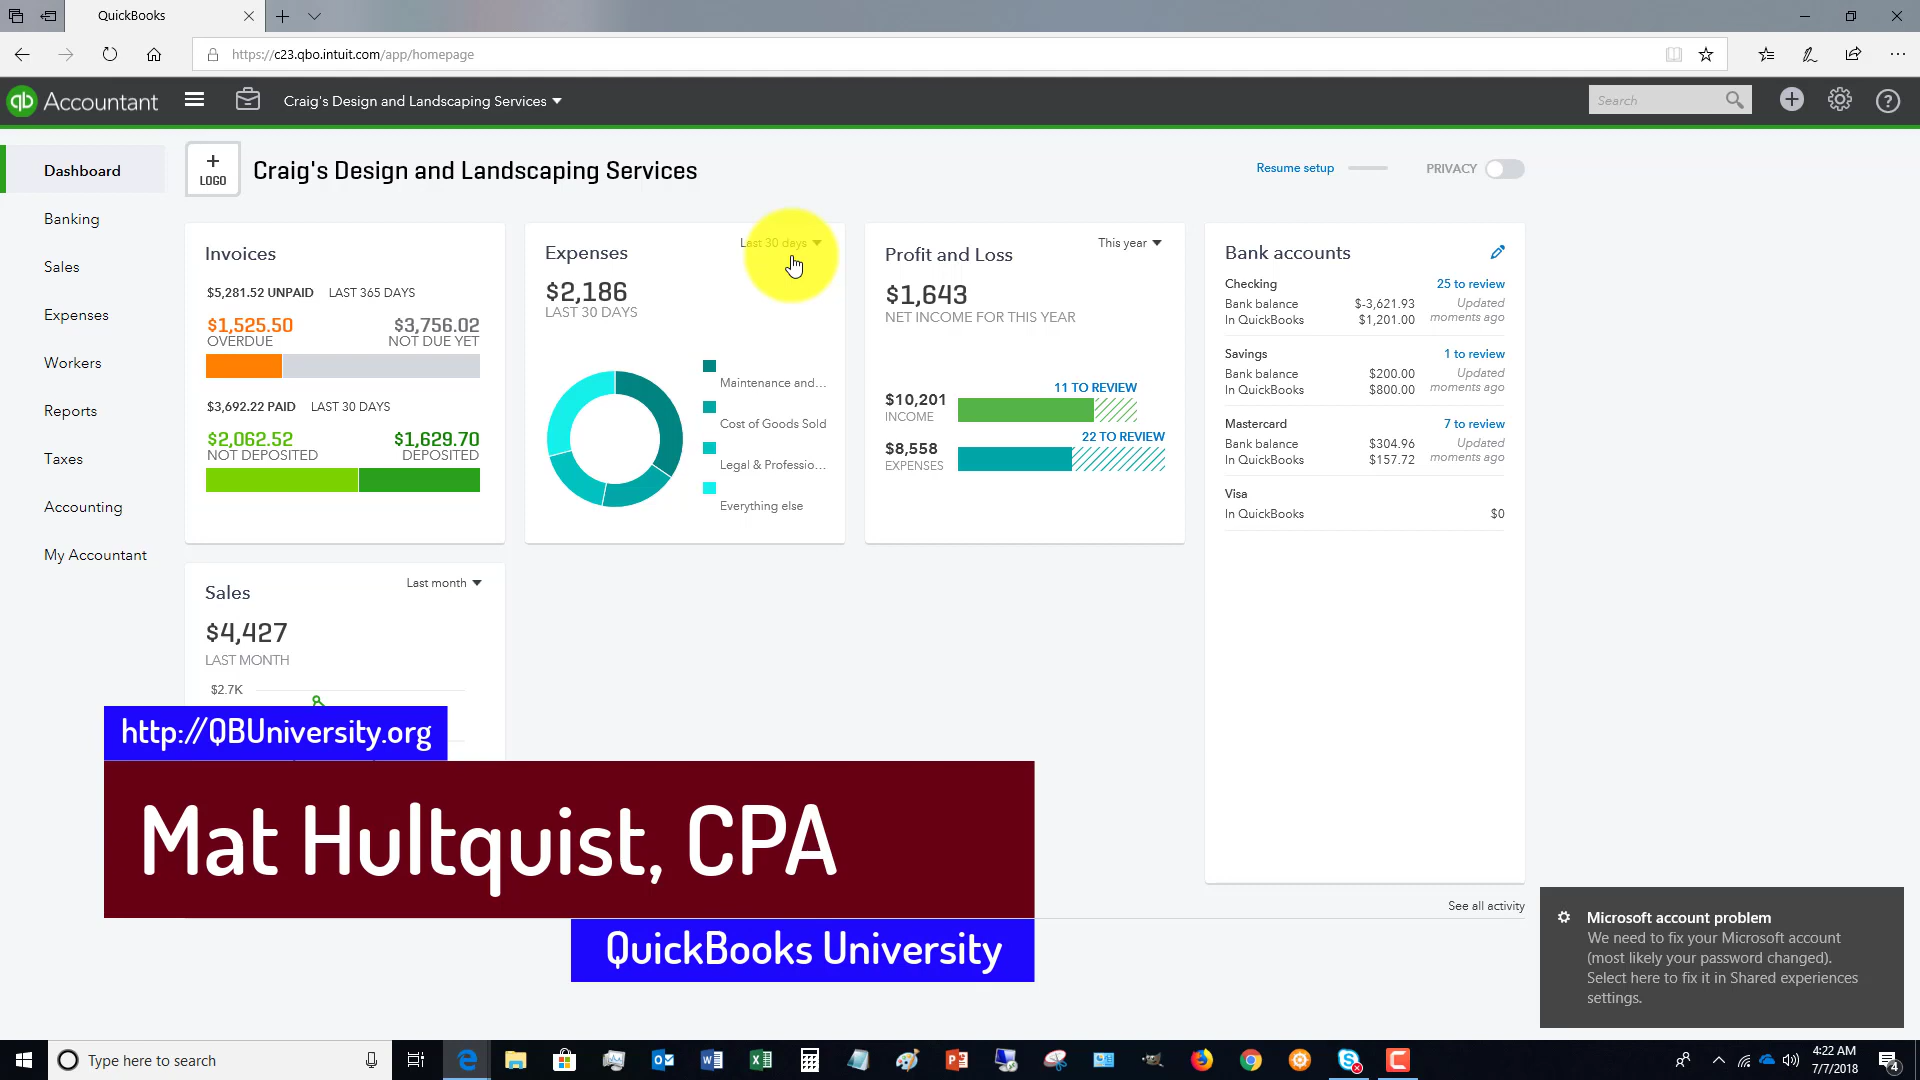 QuickBooks
https://c23.qbo.intuit.com/app/homepage
qb Accountant
Craig's Design and Landscaping Services
Search
Dashboard
Banking
Sales
Expenses
Workers
Reports
Taxes
Accounting
My Accountant
+ LOGO
Craig's Design and Landscaping Services
Resume setup
PRIVACY
Invoices
$5,281.52 UNPAID LAST 365 DAYS
$1,525.50 $3,756.02
OVERDUE NOT DUE YET
$3,692.22 PAID LAST 30 DAYS
$2,062.52 $1,629.70
NOT DEPOSITED DEPOSITED
Expenses
Last 30 days
$2,186
LAST 30 DAYS
Maintenance and...
Cost of Goods Sold
Legal & Professio...
Everything else
Profit and Loss
This year
$1,643
NET INCOME FOR THIS YEAR
11 TO REVIEW
$10,201
INCOME
22 TO REVIEW
$8,558
EXPENSES
Bank accounts
Checking 25 to review
Bank balance $-3,621.93 Updated
In QuickBooks $1,201.00 moments ago
Savings 1 to review
Bank balance $200.00 Updated
In QuickBooks $800.00 moments ago
Mastercard 7 to review
Bank balance $304.96 Updated
In QuickBooks $157.72 moments ago
Visa
In QuickBooks $0
Sales
Last month
$4,427
LAST MONTH
$2.7K
See all activity
http://QBUniversity.org
Mat Hultquist, CPA
QuickBooks University
Microsoft account problem
We need to fix your Microsoft account
(most likely your password changed).
Select here to fix it in Shared experiences
settings.
Type here to search
4:22 AM
7/7/2018
4